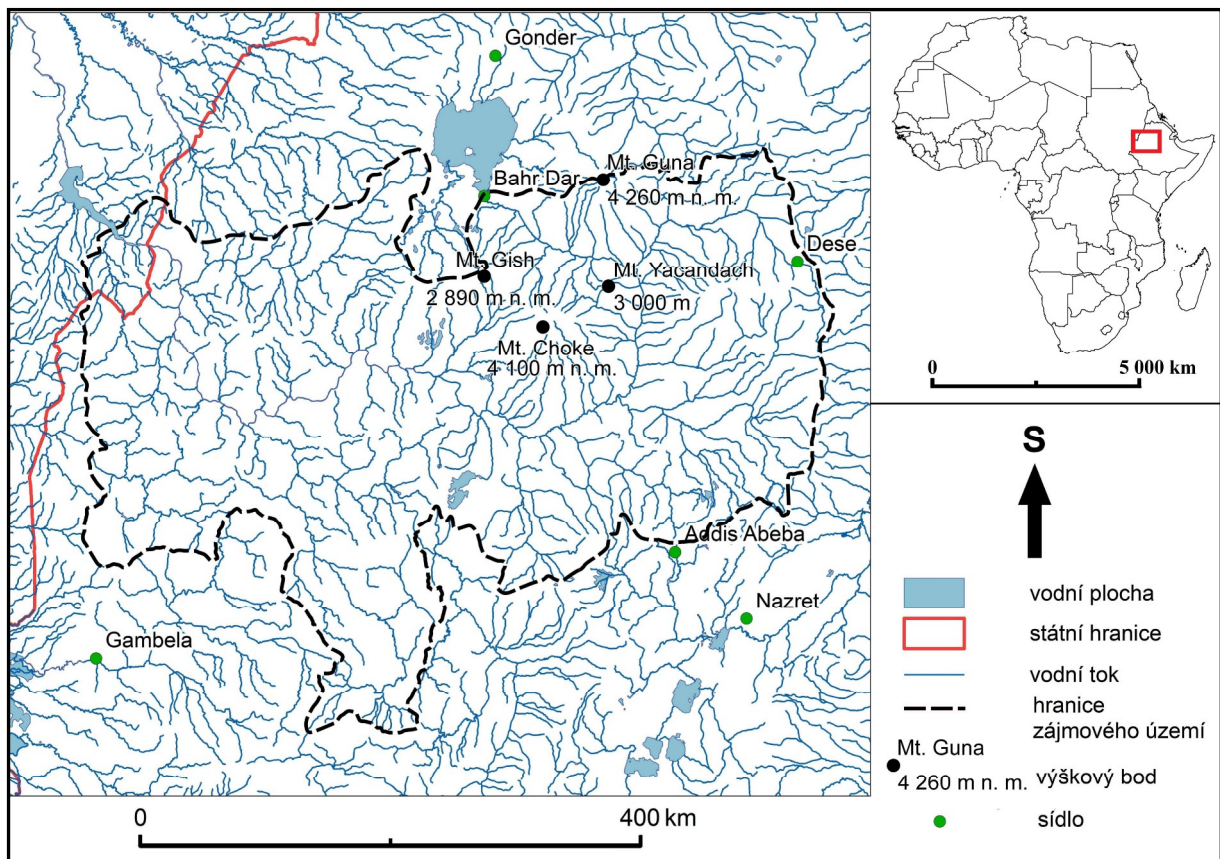 Gonder
Bahr Dar
Mt. Guna
4 260 m n. m.
Dese
Mt. Gish
2 890 m n. m.
Mt. Yacandach
3 000 m
Mt. Choke
4 100 m n. m.
Addis Abeba
Nazret
Gambela
0 400 km
0 5 000 km
S
vodní plocha
státní hranice
vodní tok
hranice
zájmového území
Mt. Guna
4 260 m n. m. výškový bod
sídlo